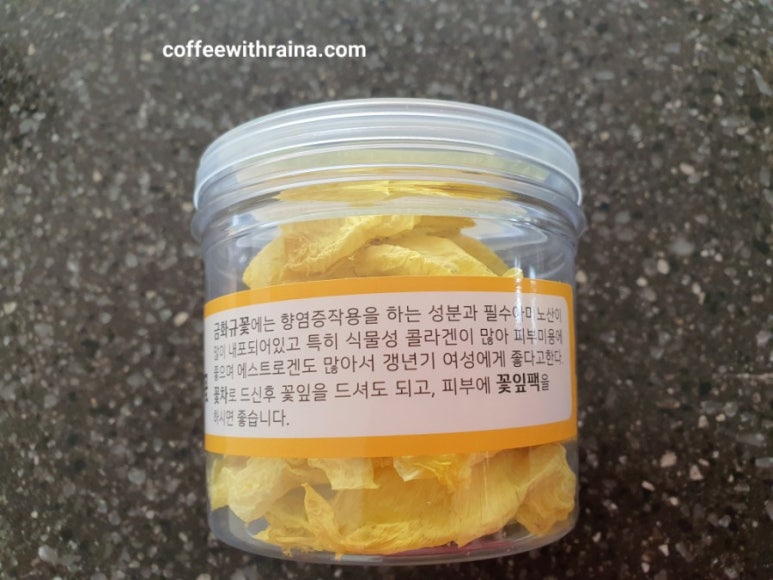 coffeewithraina.com
금화규꽃에는 향염증작용을 하는 성분과 필수아미노산이
많이 내포되어있고 특히 식물성 콜라겐이 많아 피부미용에
좋으며 에스트로겐도 많아서 갱년기 여성에게 좋다고한다.
꽃차로 드신후 꽃잎을 드셔도 되고, 피부에 꽃잎팩을
하시면 좋습니다.